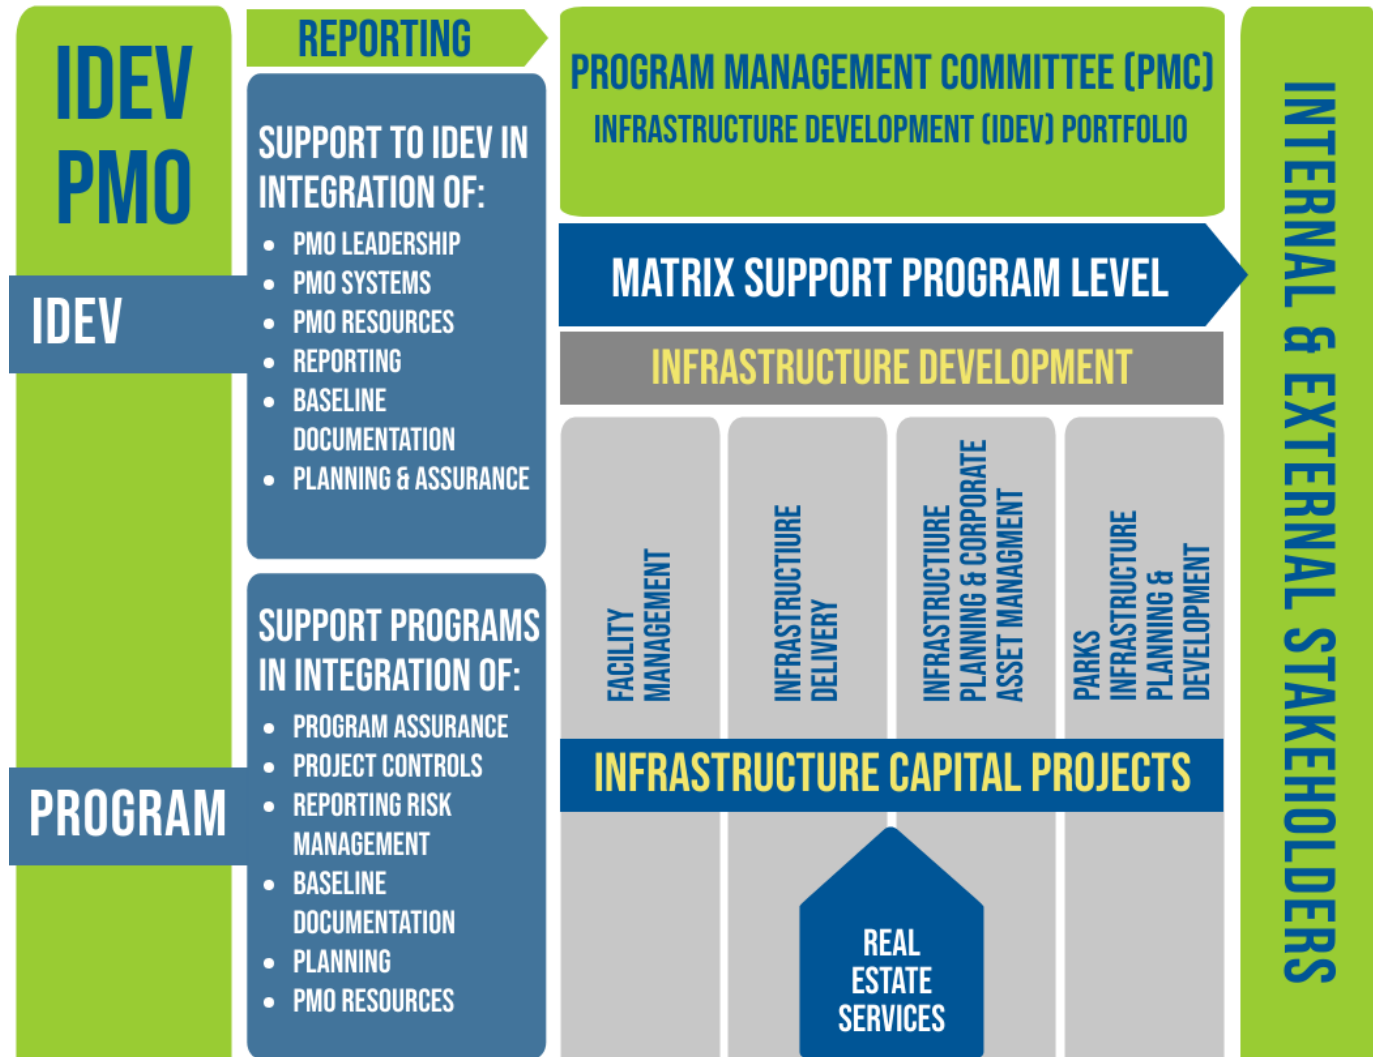 IDEV
PMO
IDEV
PROGRAM
REPORTING
SUPPORT TO IDEV IN
INTEGRATION OF:
• PMO LEADERSHIP
• PMO SYSTEMS
• PMO RESOURCES
• REPORTING
• BASELINE
DOCUMENTATION
• PLANNING & ASSURANCE
SUPPORT PROGRAMS
IN INTEGRATION OF:
• PROGRAM ASSURANCE
• PROJECT CONTROLS
• REPORTING RISK
MANAGEMENT
• BASELINE
DOCUMENTATION
• PLANNING
• PMO RESOURCES
PROGRAM MANAGEMENT COMMITTEE (PMC)
INFRASTRUCTURE DEVELOPMENT (IDEV) PORTFOLIO
MATRIX SUPPORT PROGRAM LEVEL
INFRASTRUCTURE DEVELOPMENT
FACILITY
MANAGEMENT
INFRASTRUCTIURE
DELIVERY
INFRASTRUCTIURE
PLANNING & CORPORATE
ASSET MANAGMENT
PARKS
INFRASTRUCTURE
PLANNING &
DEVELOPMENT
INFRASTRUCTURE CAPITAL PROJECTS
REAL
ESTATE
SERVICES
INTERNAL & EXTERNAL STAKEHOLDERS